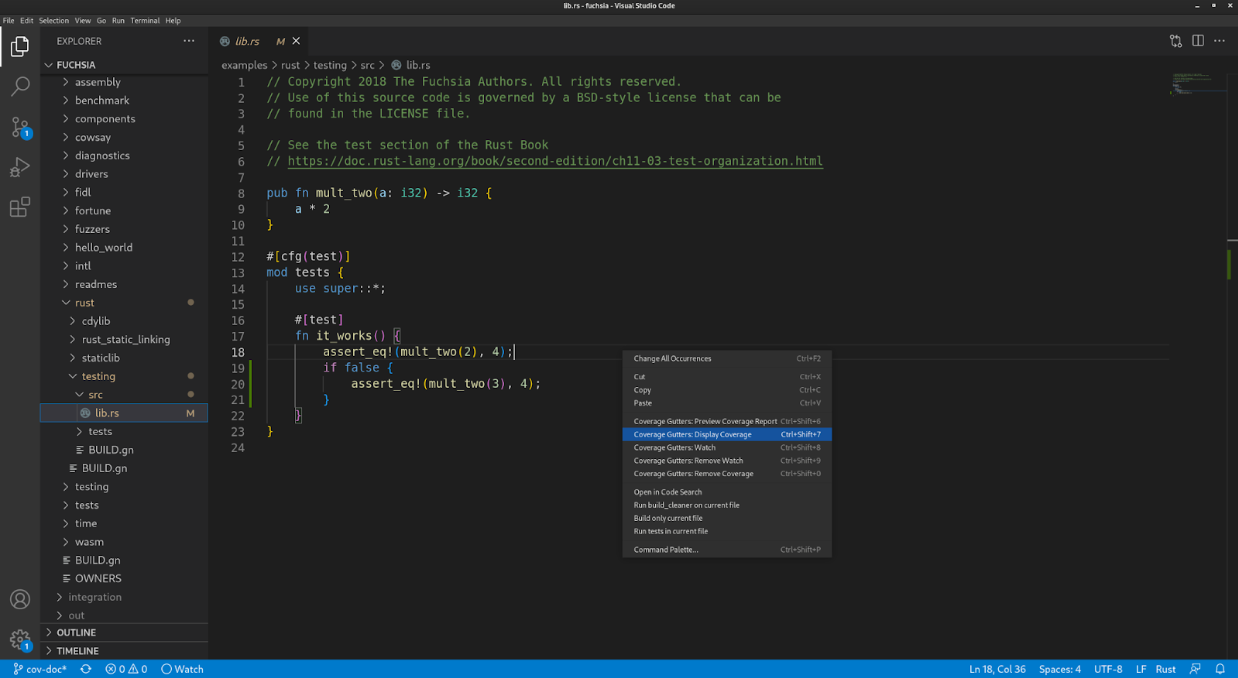 lib.rs - fuchsia - Visual Studio Code
File Edit Selection View Go Run Terminal Help
EXPLORER
FUCHSIA
assembly
benchmark
components
cowsay
diagnostics
drivers
fidl
fortune
fuzzers
hello_world
intl
readmes
rust
cdylib
rust_static_linking
staticlib
testing
src
lib.rs M
tests
BUILD.gn
BUILD.gn
testing
tests
time
wasm
BUILD.gn
OWNERS
integration
out
OUTLINE
TIMELINE
1
1
lib.rs M
examples > rust > testing > src > lib.rs
1 // Copyright 2018 The Fuchsia Authors. All rights reserved.
2 // Use of this source code is governed by a BSD-style license that can be
3 // found in the LICENSE file.
4
5 // See the test section of the Rust Book
6 // https://doc.rust-lang.org/book/second-edition/ch11-03-test-organization.html
7
8 pub fn mult_two(a: i32) -> i32 {
9 a * 2
10 }
11
12 #[cfg(test)]
13 mod tests {
14 use super::*;
15
16 #[test]
17 fn it_works() {
18 assert_eq!(mult_two(2), 4);
19 if false {
20 assert_eq!(mult_two(3), 4);
21 }
22 }
23 }
24
Change All Occurrences Ctrl+F2
Cut Ctrl+X
Copy Ctrl+C
Paste Ctrl+V
Coverage Gutters: Preview Coverage Report Ctrl+Shift+6
Coverage Gutters: Display Coverage Ctrl+Shift+7
Coverage Gutters: Watch Ctrl+Shift+8
Coverage Gutters: Remove Watch Ctrl+Shift+9
Coverage Gutters: Remove Coverage Ctrl+Shift+0
Open in Code Search
Run build_cleaner on current file
Build only current file
Run tests in current file
Command Palette... Ctrl+Shift+P
cov-doc* 0 0 Watch Ln 18, Col 36 Spaces: 4 UTF-8 LF Rust